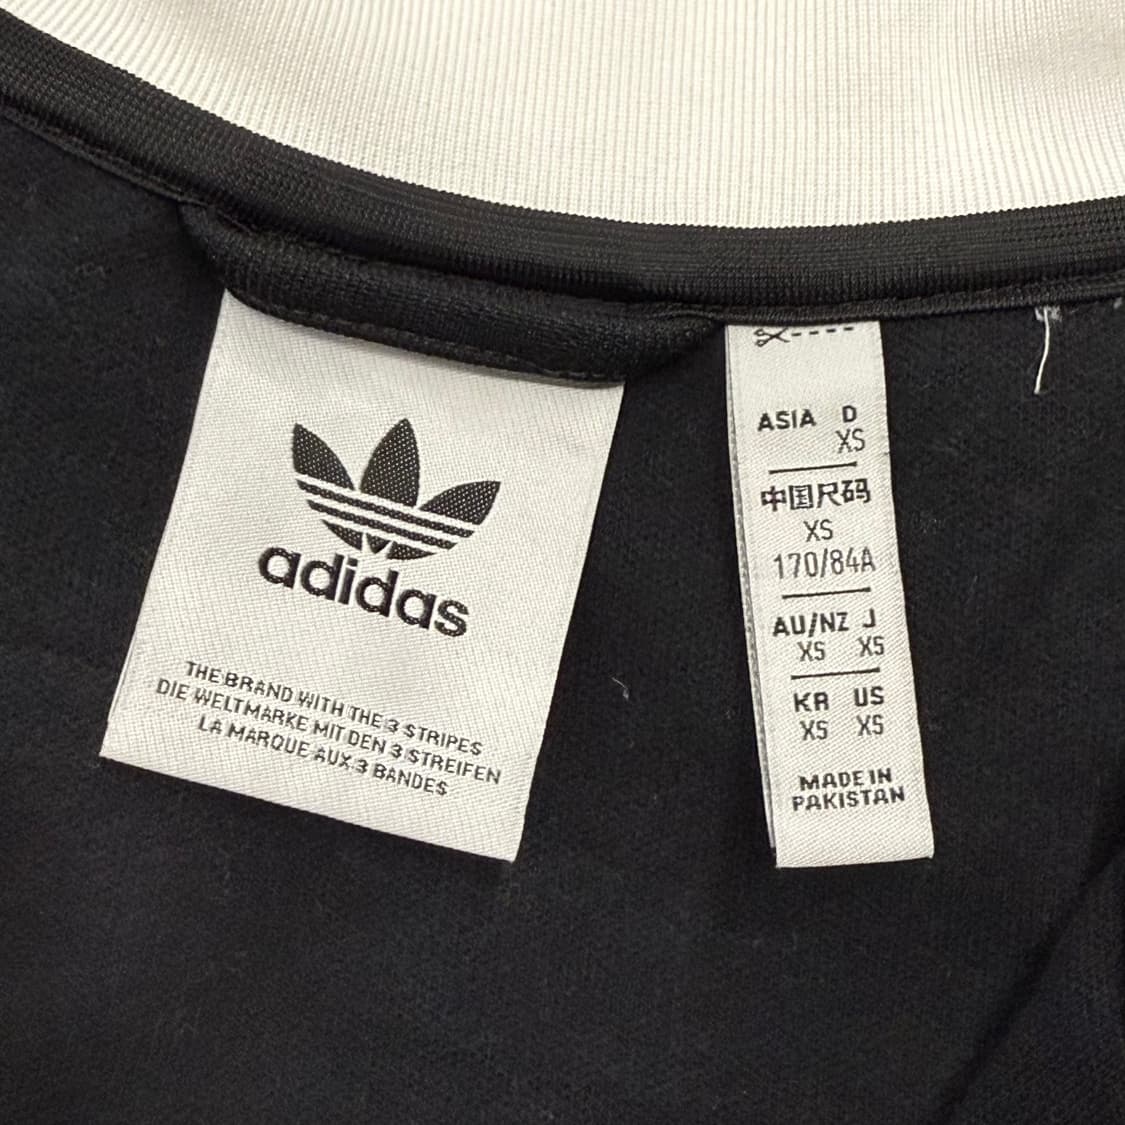 adidas
THE BRAND WITH THE 3 STRIPES
DIE WELTMARKE MIT DEN 3 STREIFEN
LA MARQUE AUX 3 BANDES
ASIA D
XS
中国尺码
XS
170/84A
AU/NZ J
XS XS
KR US
XS XS
MADE IN
PAKISTAN